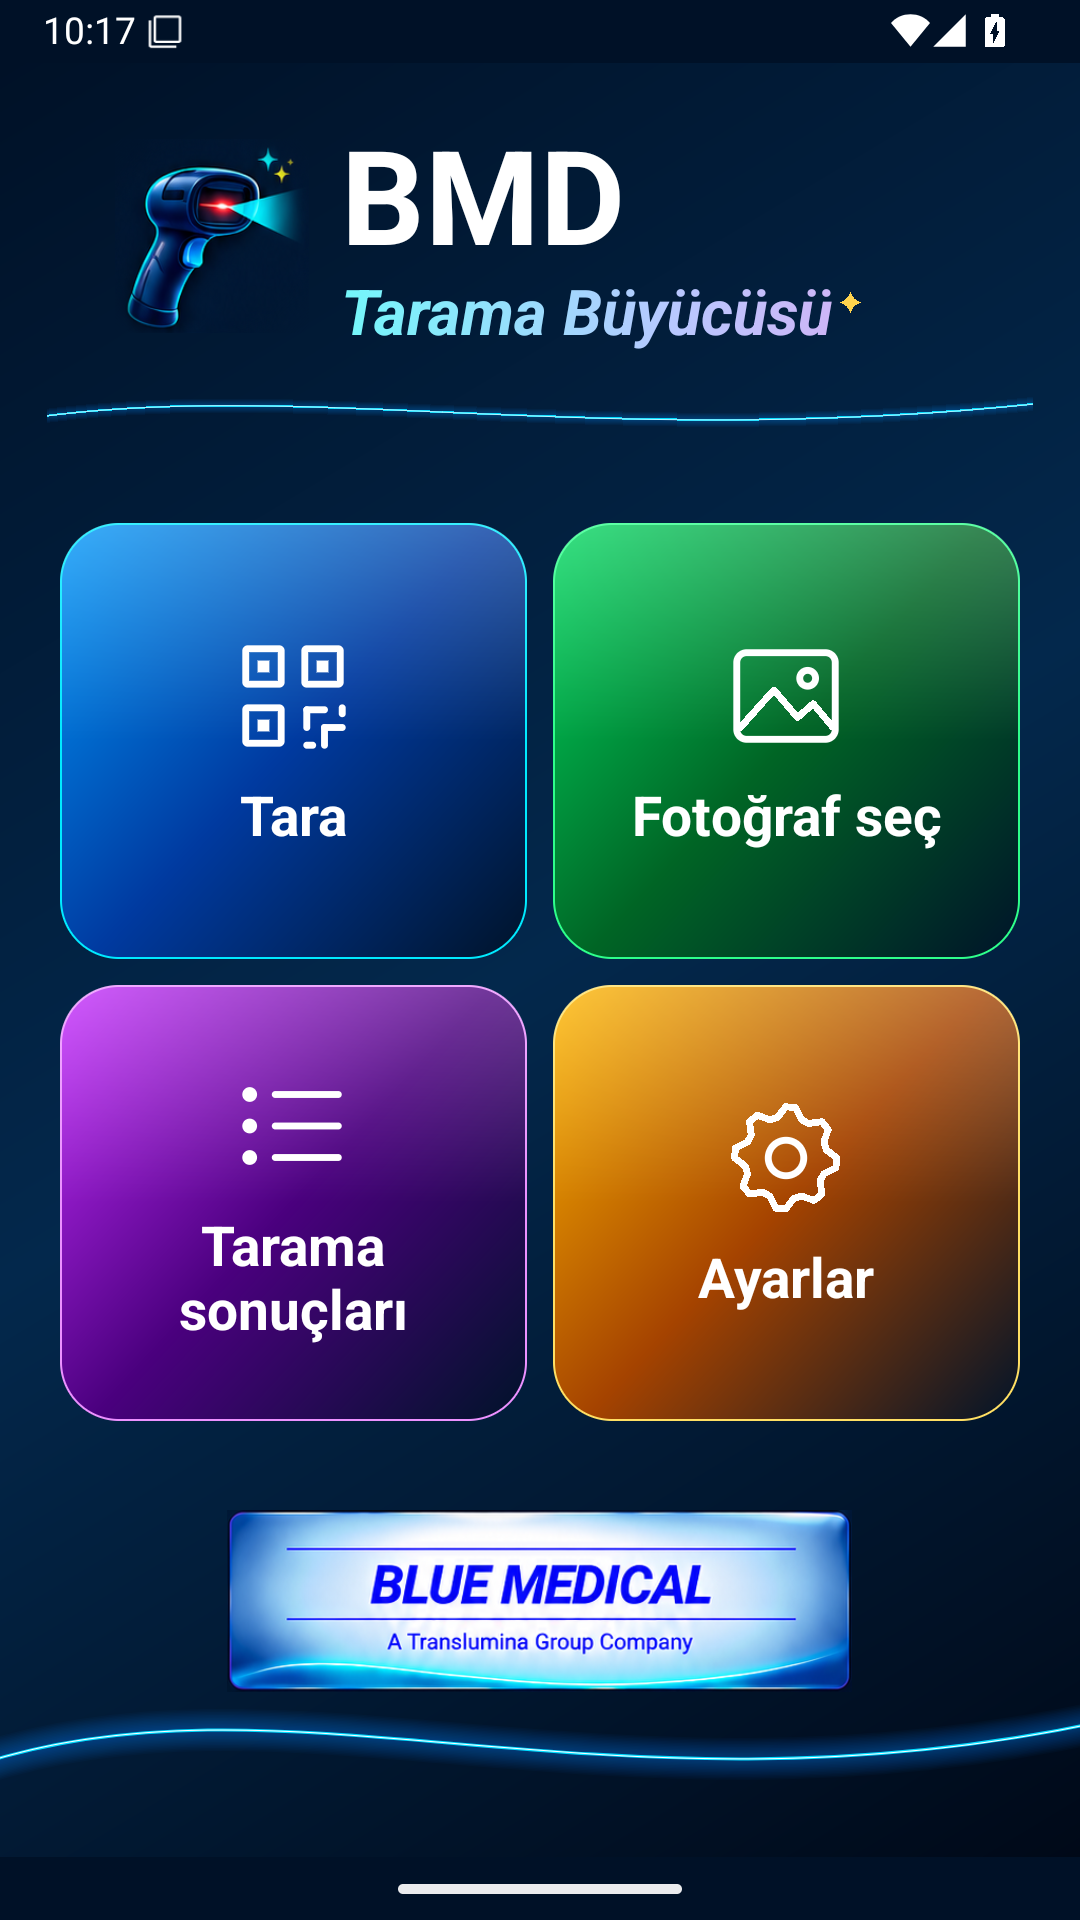 10:17
BMD
Tarama Büyücüsü
Tara
Fotoğraf seç
Tarama
sonuçları
Ayarlar
BLUE MEDICAL
A Translumina Group Company